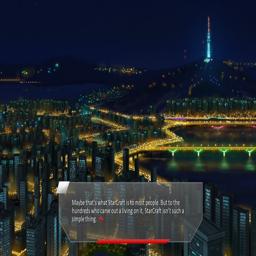 Maybe that's what StarCraft is to most people. But to the
hundreds who came out a living on it, StarCraft isn't such a
simple thing.